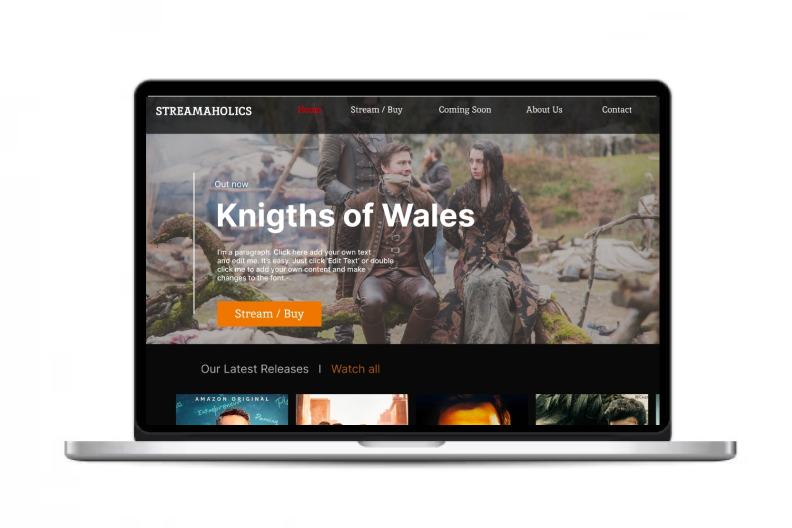 STREAMAHOLICS Home Stream / Buy Coming Soon About Us Contact
Out now
Knigths of Wales
I'm a paragraph. Click here add your own text
and edit me. It's easy. Just click 'Edit Text' or double
click me to add your own content and make
changes to the font.
Stream / Buy
Our Latest Releases | Watch all
AMAZON ORIGINAL
Entrepreneur